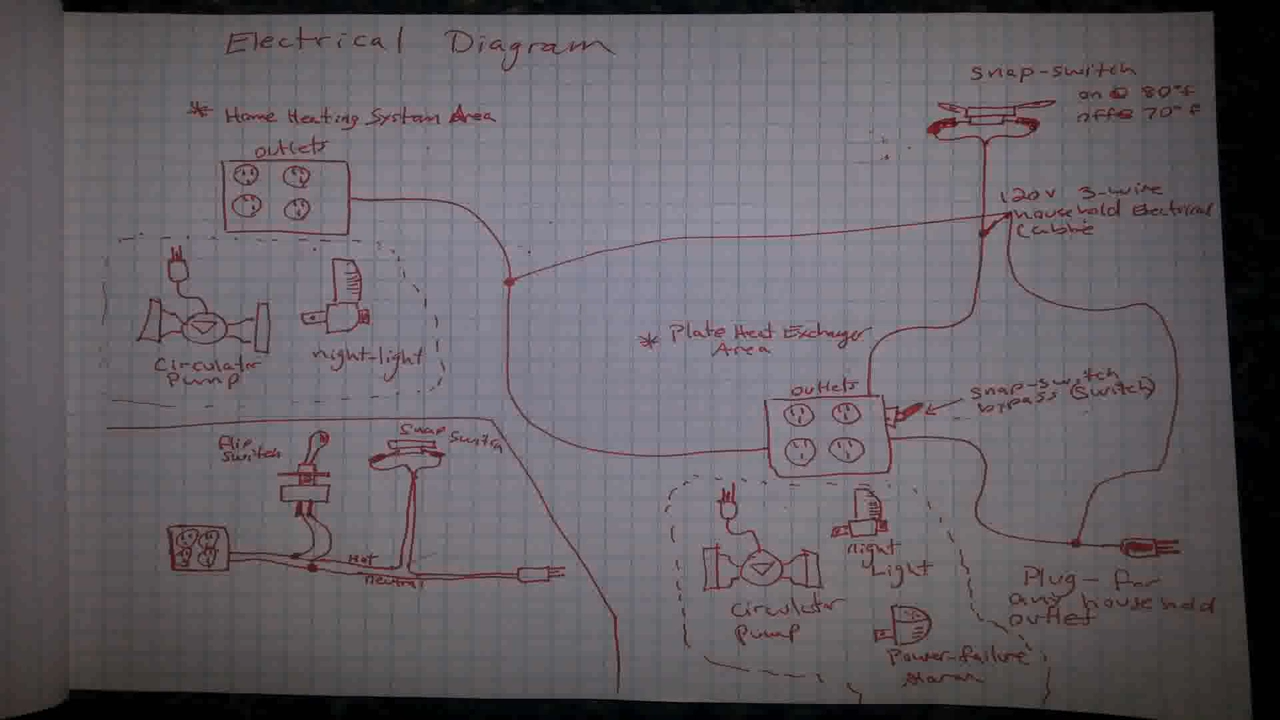 Electrical Diagram
* Home Heating System Area
outlets
Circulator
Pump
night-light
snap-switch
on @ 80°f
off @ 70°f
120v 3-wire
household Electrical
Cable
* Plate Heat Exchager
Area
outlets
snap-switch
bypass (switch)
flip
switch
Snap Switch
Hot
neutral
Circulator
pump
night
Light
Power-failure
Plug - for
any household
outlet